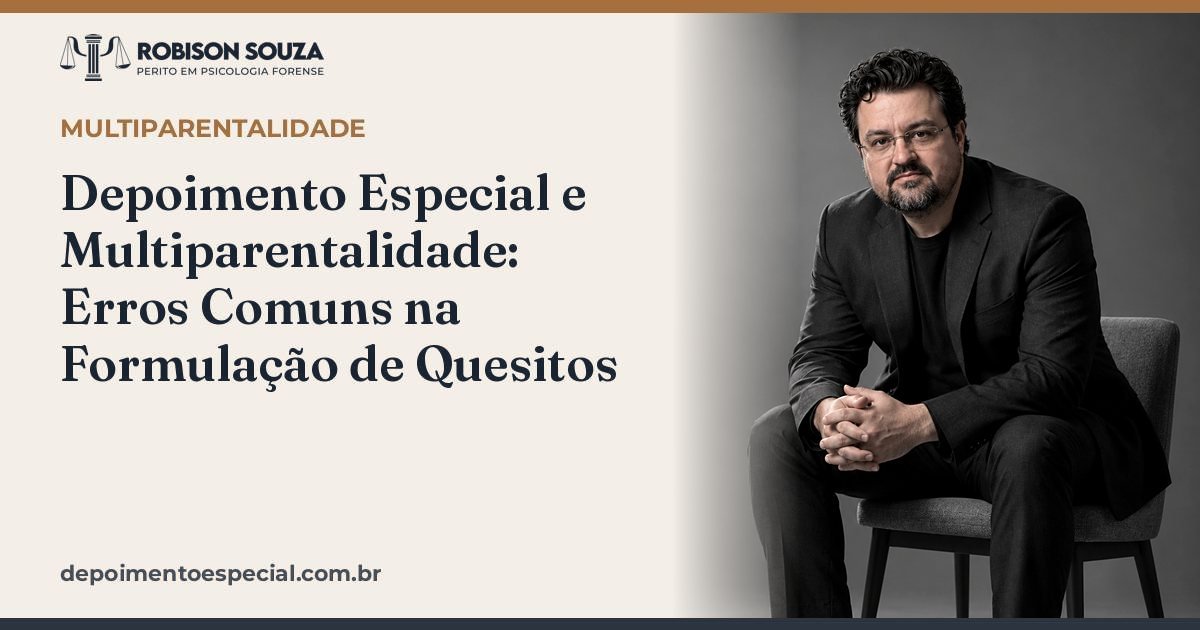 ROBISON SOUZA
PERITO EM PSICOLOGIA FORENSE
MULTIPARENTALIDADE
Depoimento Especial e
Multiparentalidade:
Erros Comuns na
Formulação de Quesitos
depoimentoespecial.com.br